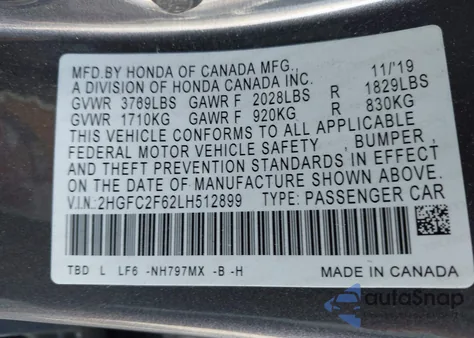 MFD.BY HONDA OF CANADA MFG., 11/19
A DIVISION OF HONDA CANADA INC.
GVWR 3769LBS GAWR F 2028LBS R 1829LBS
GVWR 1710KG GAWR F 920KG R 830KG
THIS VEHICLE CONFORMS TO ALL APPLICABLE
FEDERAL MOTOR VEHICLE SAFETY, BUMPER,
AND THEFT PREVENTION STANDARDS IN EFFECT
ON THE DATE OF MANUFACTURE SHOWN ABOVE.
V.I.N.:2HGFC2F62LH512899 TYPE: PASSENGER CAR
TBD L LF6 -NH797MX -B -H
MADE IN CANADA
autoSnap